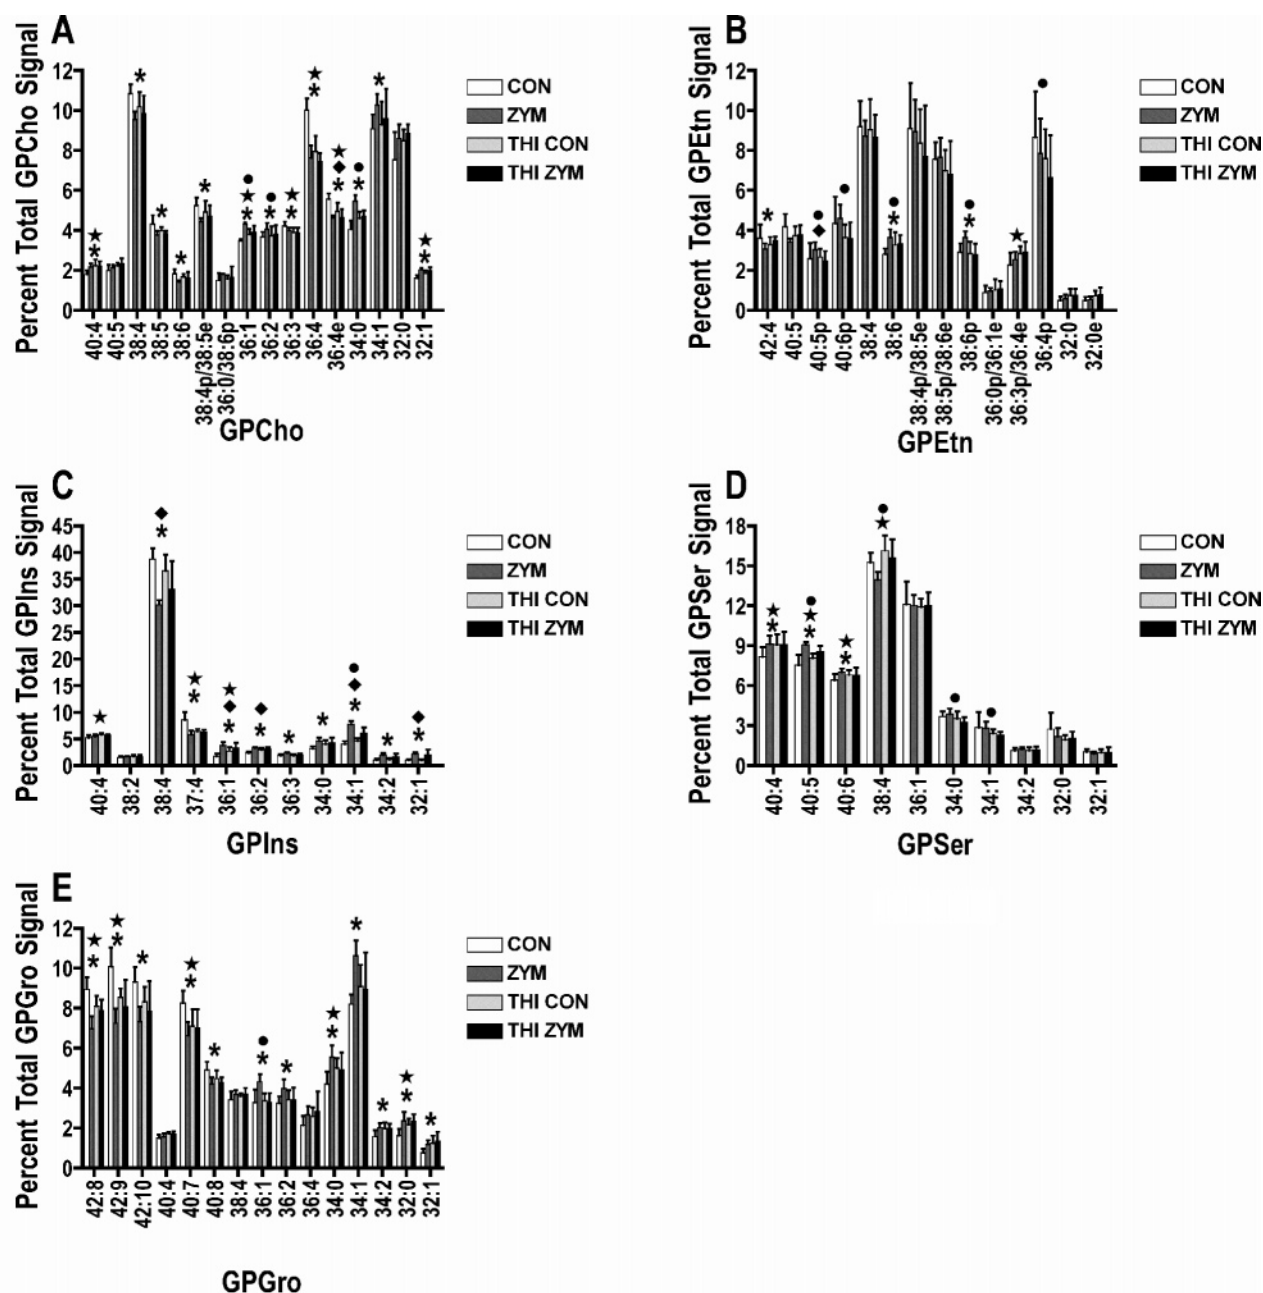 A
Percent Total GPCho Signal
12
10
8
6
4
2
0
40:4
40:5
38:4
38:5
38:6
38:4p/38:5e
36:0/38:6p
36:1
36:2
36:3
36:4
36:4e
34:0
34:1
32:0
32:1
GPCho
CON
ZYM
THI CON
THI ZYM
B
Percent Total GPEtn Signal
12
10
8
6
4
2
0
42:4
40:5
40:5p
40:6p
38:4
38:6
38:4p/38:5e
38:5p/38:6e
38:6p
36:0p/36:1e
36:3p/36:4e
36:4p
32:0
32:0e
GPEtn
CON
ZYM
THI CON
THI ZYM
C
Percent Total GPIns Signal
45
40
35
30
25
20
15
10
5
0
40:4
38:2
38:4
37:4
36:1
36:2
36:3
34:0
34:1
34:2
32:1
GPIns
CON
ZYM
THI CON
THI ZYM
D
Percent Total GPSer Signal
18
15
12
9
6
3
0
40:4
40:5
40:6
38:4
36:1
34:0
34:1
34:2
32:0
32:1
GPSer
CON
ZYM
THI CON
THI ZYM
E
Percent Total GPGro Signal
12
10
8
6
4
2
0
42:8
42:9
42:10
40:4
40:7
40:8
38:4
36:1
36:2
36:4
34:0
34:1
34:2
32:0
32:1
GPGro
CON
ZYM
THI CON
THI ZYM